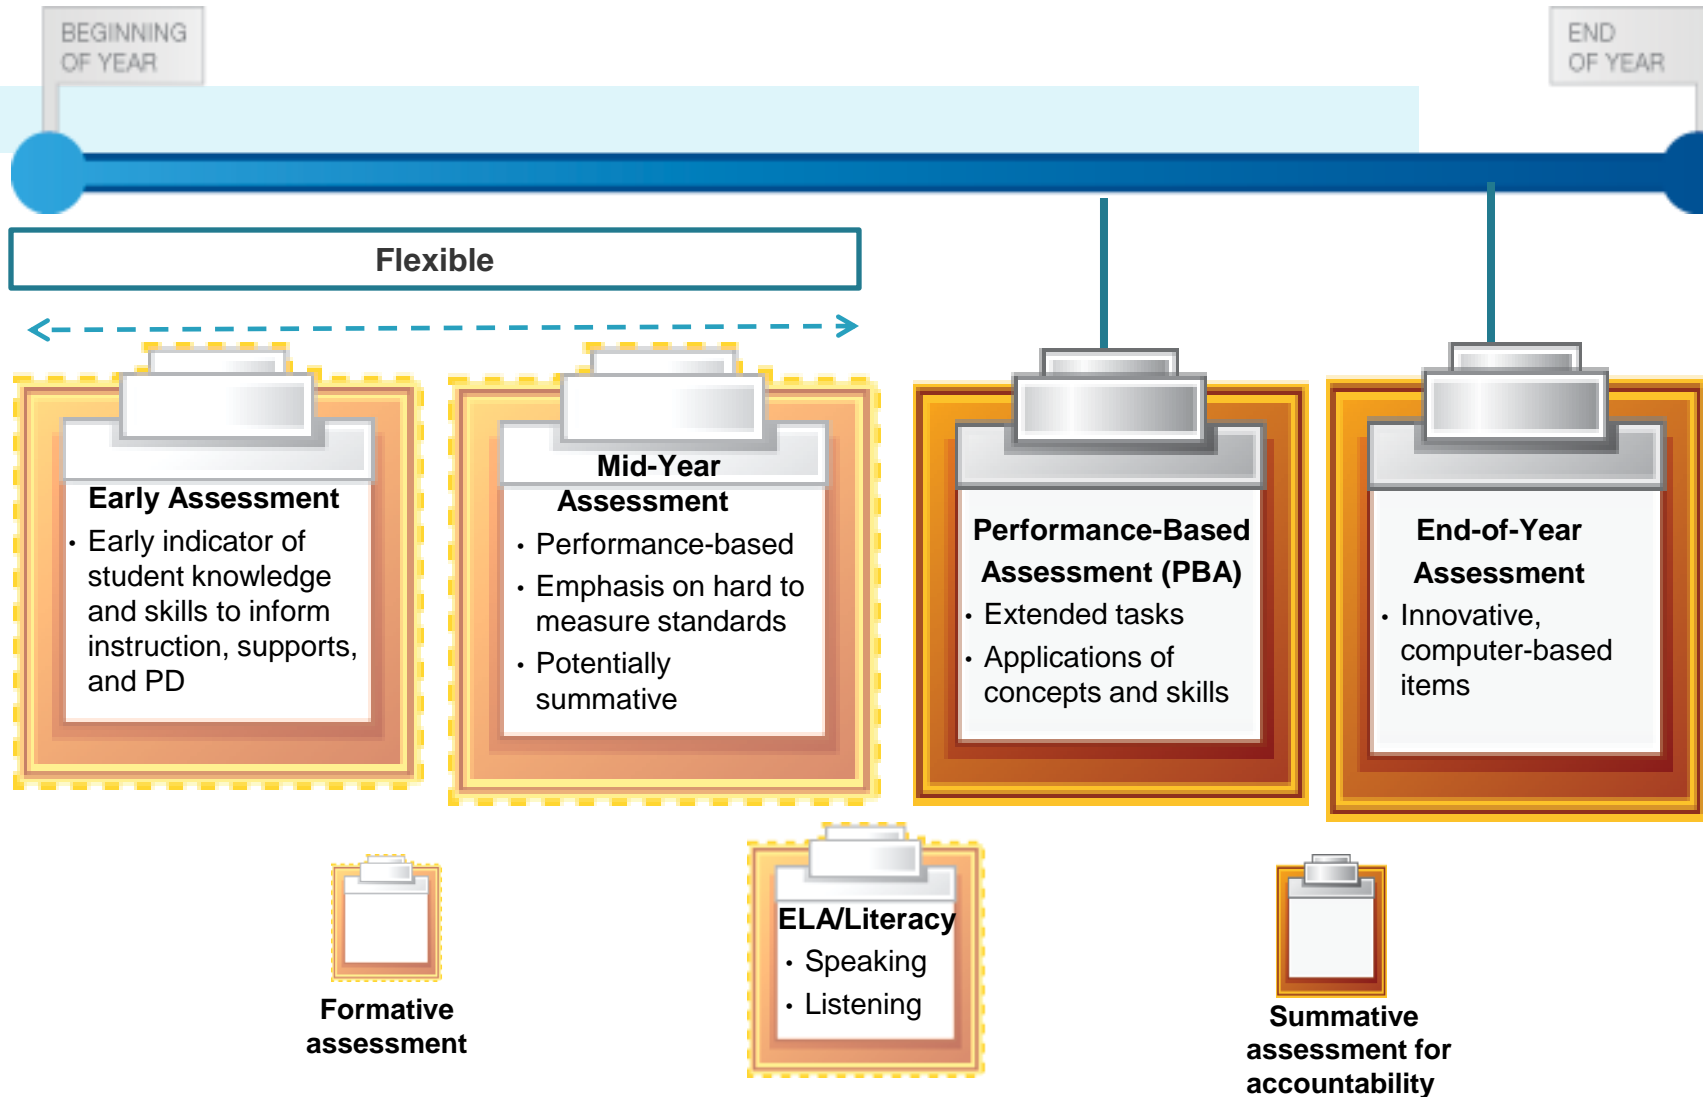 BEGINNING
OF YEAR
END
OF YEAR
Flexible
Early Assessment
• Early indicator of
student knowledge
and skills to inform
instruction, supports,
and PD
Mid-Year
Assessment
• Performance-based
• Emphasis on hard to
measure standards
• Potentially
summative
Performance-Based
Assessment (PBA)
• Extended tasks
• Applications of
concepts and skills
End-of-Year
Assessment
• Innovative,
computer-based
items
Formative
assessment
ELA/Literacy
• Speaking
• Listening
Summative
assessment for
accountability